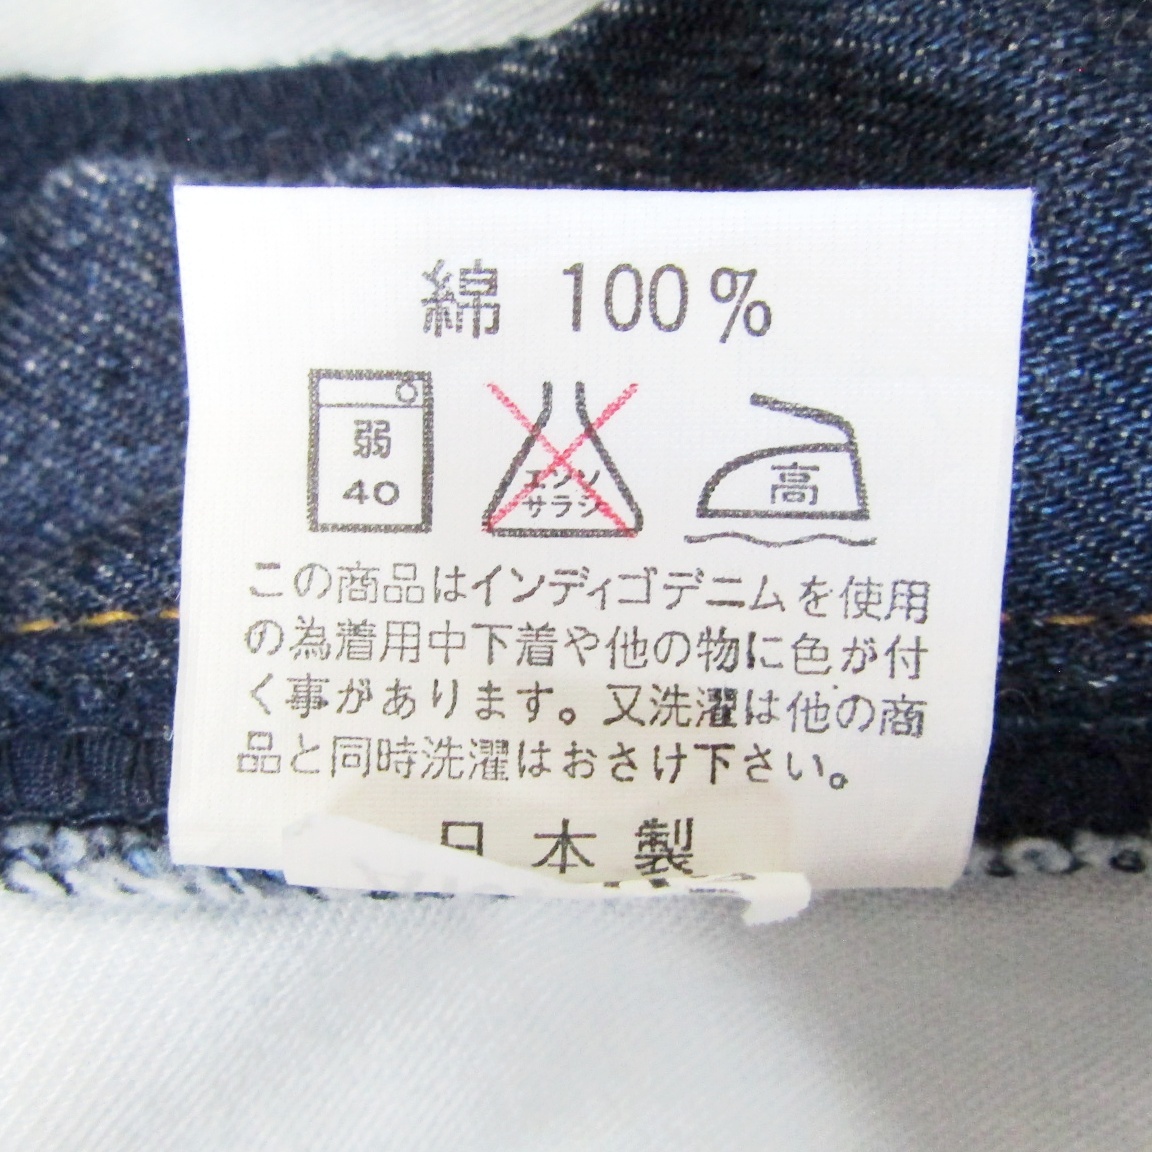 綿 100%
弱
40
エンソ
サラシ
高
この商品はインディゴデニムを使用
の為着用中下着や他の物に色が付
く事があります。又洗濯は他の商
品と同時洗濯はおさけ下さい。
日本製